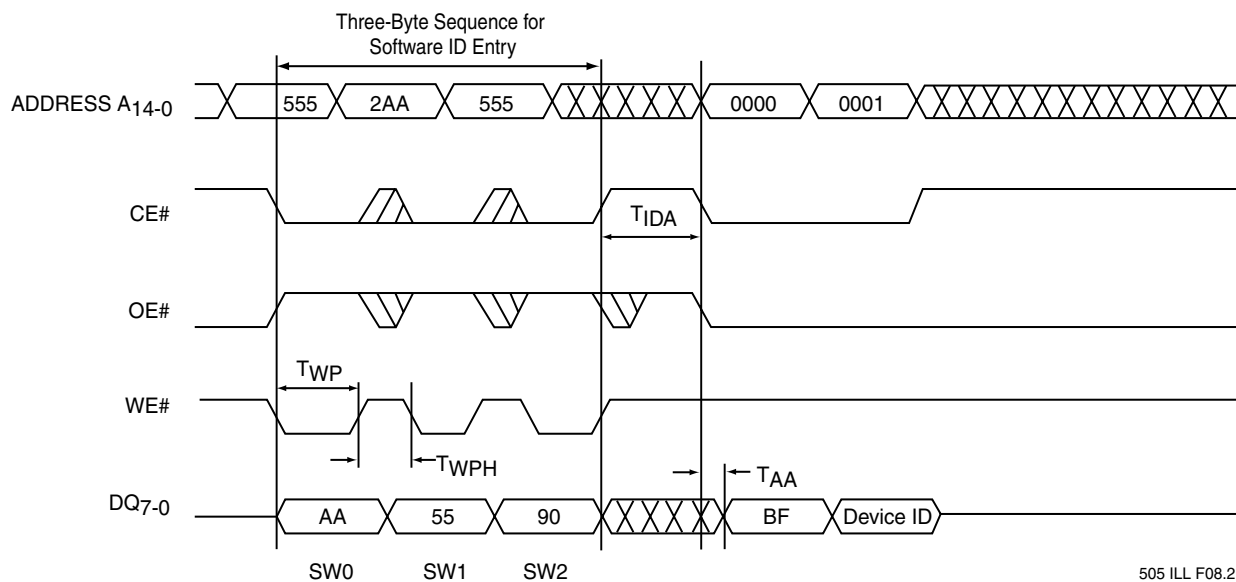 Three-Byte Sequence for
Software ID Entry
ADDRESS A14-0
555 2AA 555 0000 0001
CE#
TIDA
OE#
TWP
WE#
TWPH
TAA
DQ7-0
AA 55 90 BF Device ID
SW0 SW1 SW2
505 ILL F08.2